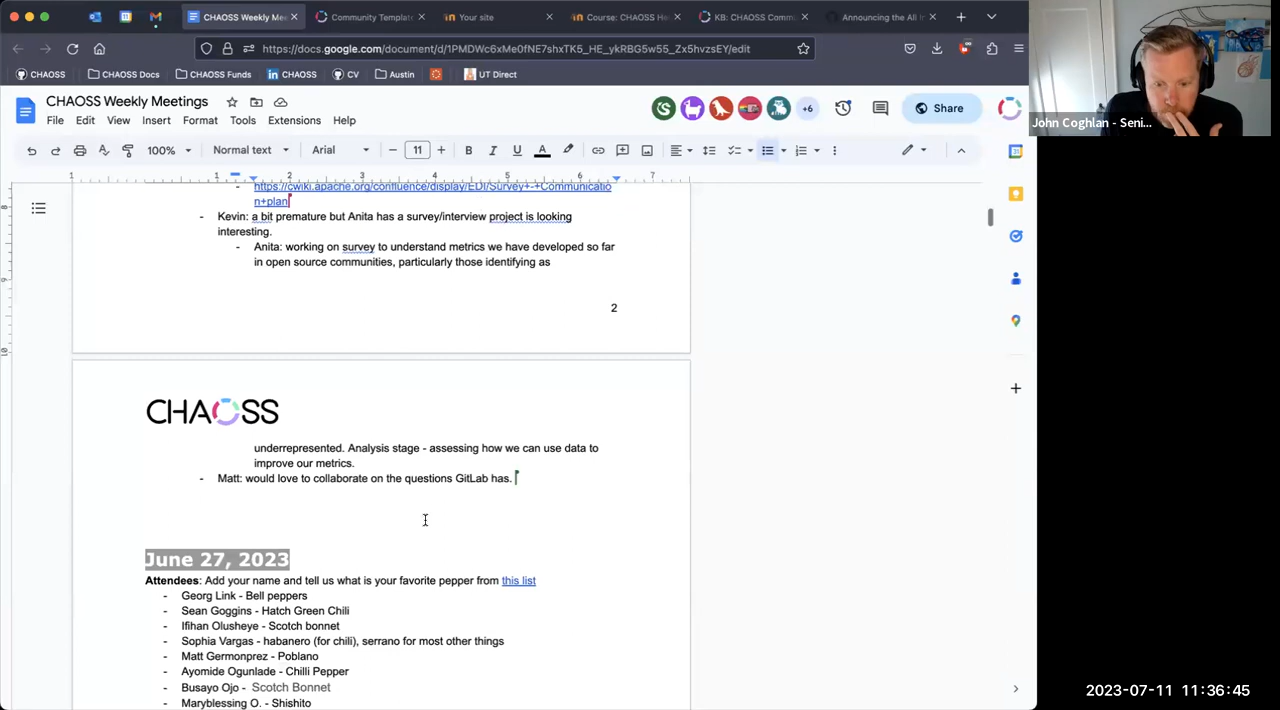 CHAOSS Weekly Mee
Community Templat
Your site
Course: CHAOSS He
KB: CHAOSS Comm
Announcing the All I
https://docs.google.com/document/d/1PMDWc6xMe0fNE7shxTK5_HE_ykRBG5w55_Zx5hvzsEY/edit
CHAOSS
CHAOSS Docs
CHAOSS Funds
CHAOSS
CV
Austin
UT Direct
CHAOSS Weekly Meetings
+6
Share
File Edit View Insert Format Tools Extensions Help
100% Normal text Arial 11 B I U A
1 1 2 3 4 5 6 7
https://cwiki.apache.org/confluence/display/EDI/Survey+-+Communicatio
n+plan
- Kevin: a bit premature but Anita has a survey/interview project is looking
interesting.
- Anita: working on survey to understand metrics we have developed so far
in open source communities, particularly those identifying as
2
CHAOSS
underrepresented. Analysis stage - assessing how we can use data to
improve our metrics.
- Matt: would love to collaborate on the questions GitLab has.
June 27, 2023
Attendees: Add your name and tell us what is your favorite pepper from this list
- Georg Link - Bell peppers
- Sean Goggins - Hatch Green Chili
- Ifihan Olusheye - Scotch bonnet
- Sophia Vargas - habanero (for chili), serrano for most other things
- Matt Germonprez - Poblano
- Ayomide Ogunlade - Chilli Pepper
- Busayo Ojo - Scotch Bonnet
- Maryblessing O. - Shishito
John Coghlan - Seni...
2023-07-11 11:36:45